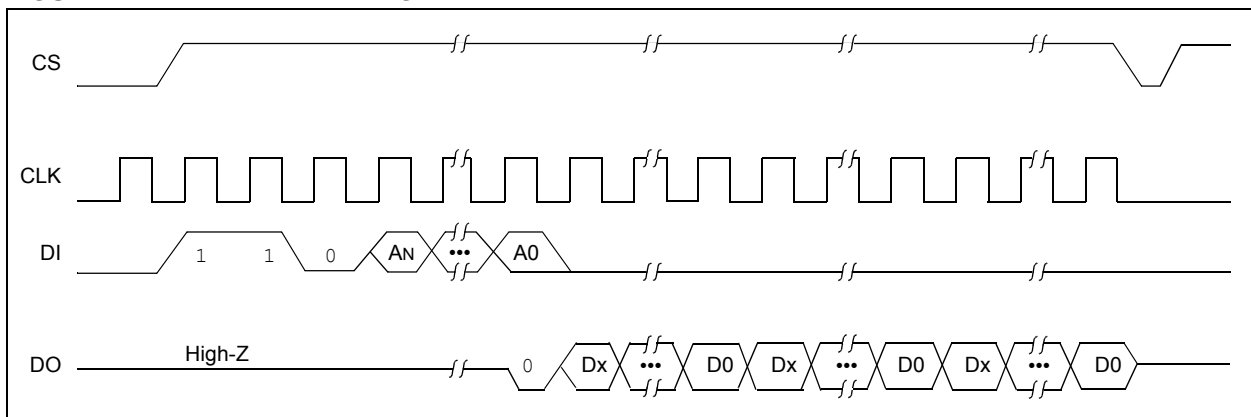 CS
CLK
DI 1 1 0 AN ••• A0
High-Z
DO 0 Dx ••• D0 Dx ••• D0 Dx ••• D0